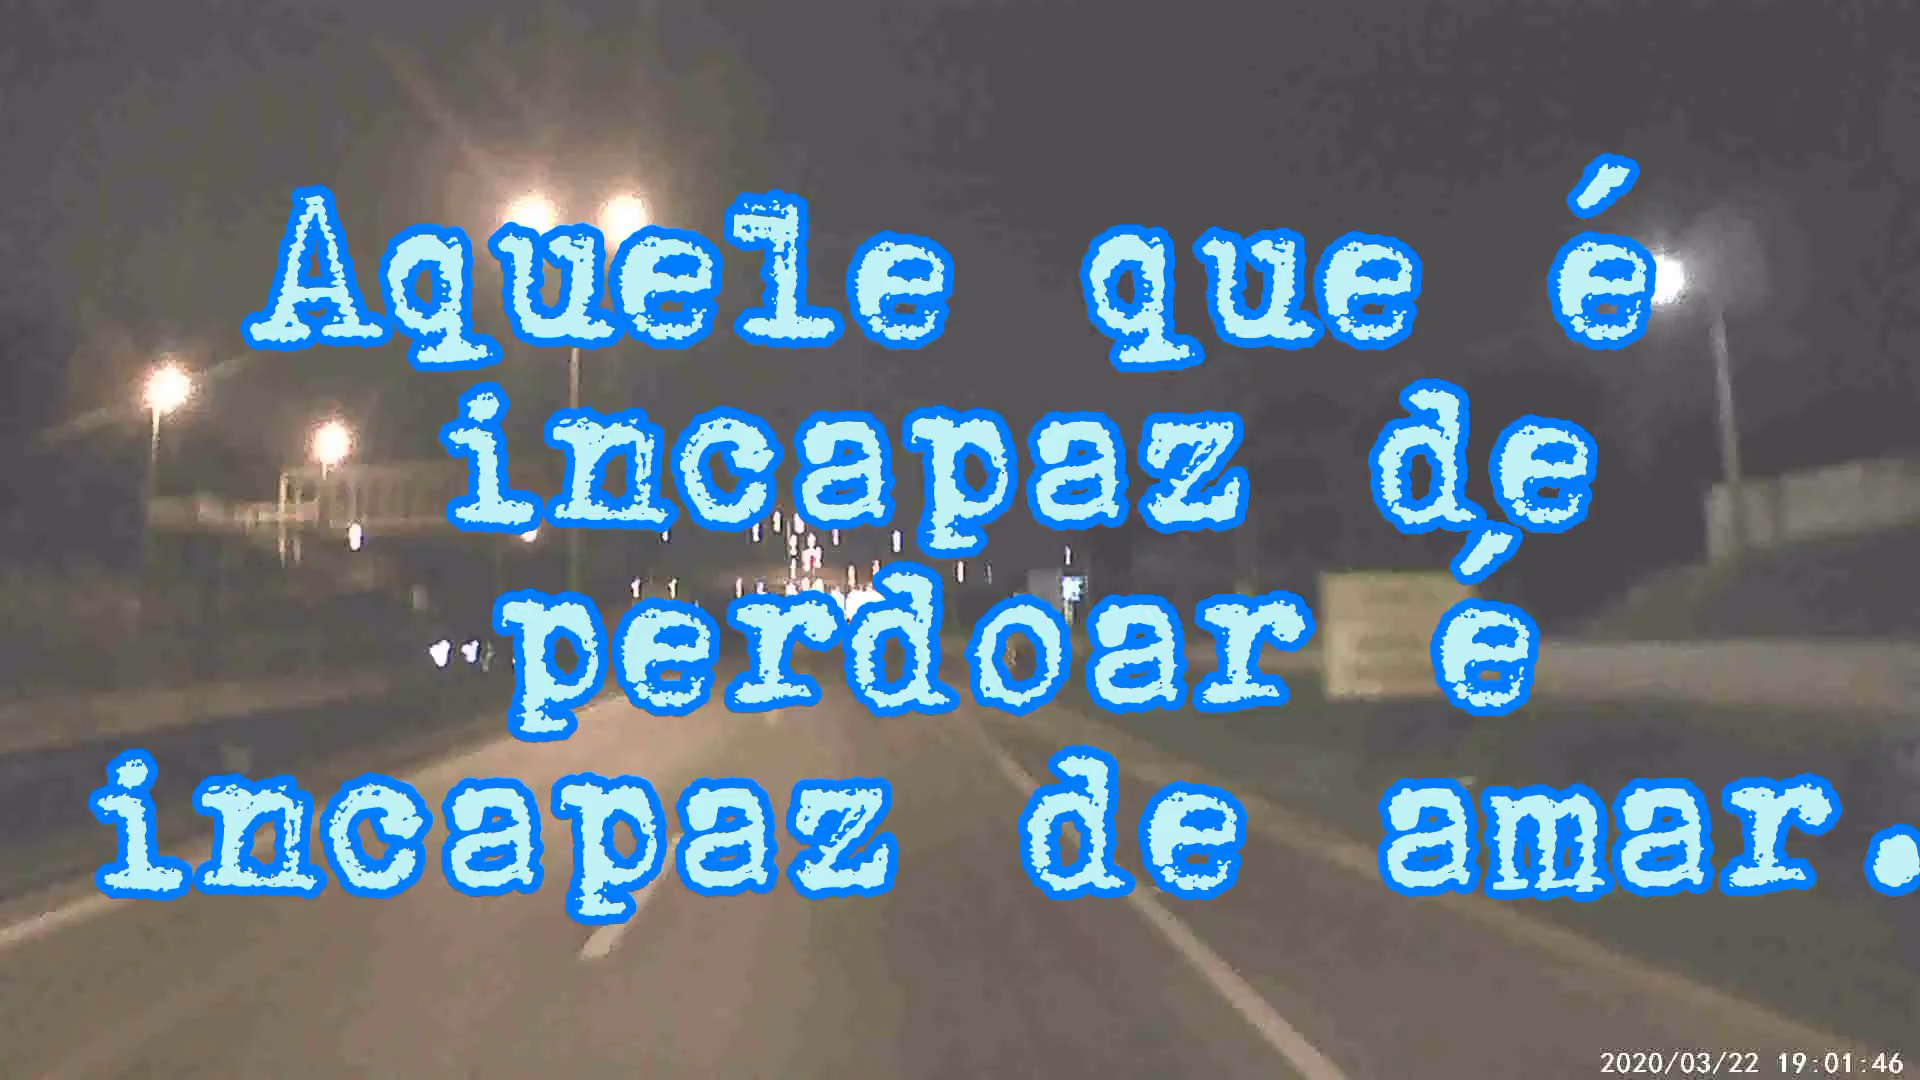 Aquele que é
incapaz de
perdoar é
incapaz de amar.
2020/03/22 19:01:46